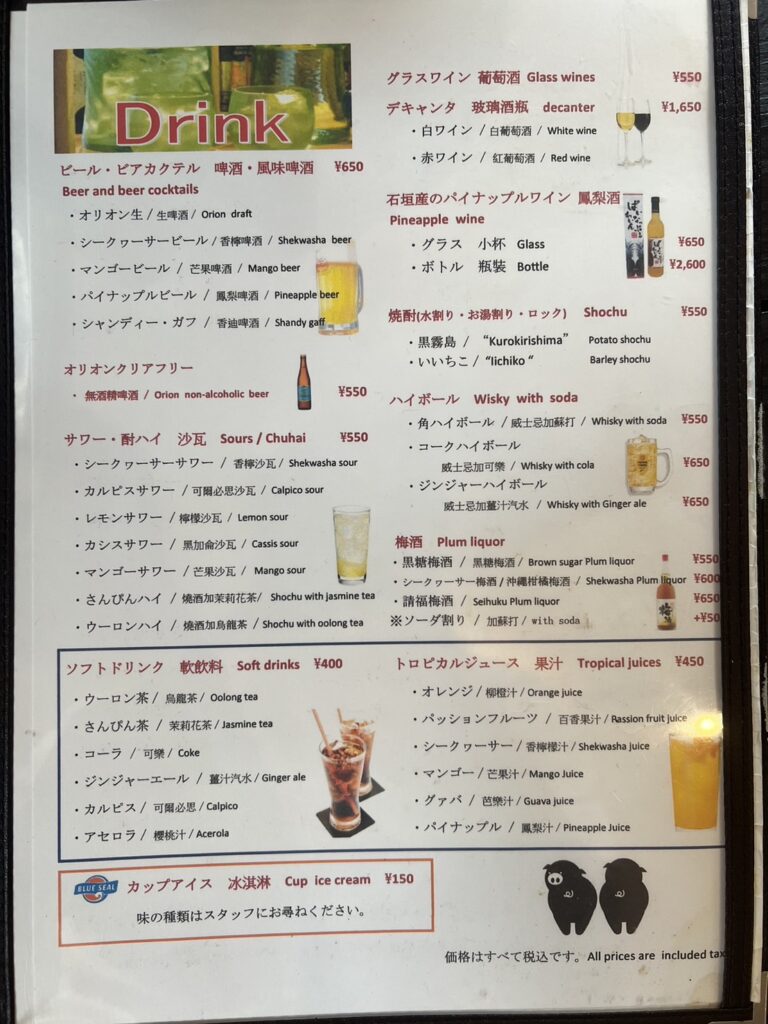 Drink
ビール・ビアカクテル 啤酒・風味啤酒 ¥650
Beer and beer cocktails
・オリオン生 / 生啤酒 / Orion draft
・シークヮーサービール / 香檸啤酒 / Shekwasha beer
・マンゴービール / 芒果啤酒 / Mango beer
・パイナップルビール / 鳳梨啤酒 / Pineapple beer
・シャンディー・ガフ / 香迪啤酒 / Shandy gaff
オリオンクリアフリー
・無酒精啤酒 / Orion non-alcoholic beer ¥550
サワー・酎ハイ 沙瓦 Sours / Chuhai ¥550
・シークヮーサーサワー / 香檸沙瓦 / Shekwasha sour
・カルピスサワー / 可爾必思沙瓦 / Calpico sour
・レモンサワー / 檸檬沙瓦 / Lemon sour
・カシスサワー / 黑加侖沙瓦 / Cassis sour
・マンゴーサワー / 芒果沙瓦 / Mango sour
・さんぴんハイ / 燒酒加茉莉花茶 / Shochu with jasmine tea
・ウーロンハイ / 燒酒加烏龍茶 / Shochu with oolong tea
グラスワイン 葡萄酒 Glass wines ¥550
デキャンタ 玻璃酒瓶 decanter ¥1,650
・白ワイン / 白葡萄酒 / White wine
・赤ワイン / 紅葡萄酒 / Red wine
石垣産のパイナップルワイン 鳳梨酒
Pineapple wine
・グラス 小杯 Glass ¥650
・ボトル 瓶裝 Bottle ¥2,600
焼酎(水割り・お湯割り・ロック) Shochu ¥550
・黒霧島 / “Kurokirishima” Potato shochu
・いいちこ / “Iichiko “ Barley shochu
ハイボール Wisky with soda
・角ハイボール / 威士忌加蘇打 / Whisky with soda ¥550
・コークハイボール
威士忌加可樂 / Whisky with cola ¥650
・ジンジャーハイボール
威士忌加薑汁汽水 / Whisky with Ginger ale ¥650
梅酒 Plum liquor
・黒糖梅酒 / 黑糖梅酒 / Brown sugar Plum liquor ¥550
・シークヮーサー梅酒 / 沖繩柑橘梅酒 / Shekwasha Plum liquor ¥600
・請福梅酒 / Seihuku Plum liquor ¥650
※ソーダ割り / 加蘇打 / with soda +¥50
ソフトドリンク 軟飲料 Soft drinks ¥400
・ウーロン茶 / 烏龍茶 / Oolong tea
・さんぴん茶 / 茉莉花茶 / Jasmine tea
・コーラ / 可樂 / Coke
・ジンジャーエール / 薑汁汽水 / Ginger ale
・カルピス / 可爾必思 / Calpico
・アセロラ / 櫻桃汁 / Acerola
トロピカルジュース 果汁 Tropical juices ¥450
・オレンジ / 柳橙汁 / Orange juice
・パッションフルーツ / 百香果汁 / Rassion fruit juce
・シークヮーサー / 香檸檬汁 / Shekwasha juice
・マンゴー / 芒果汁 / Mango Juice
・グァバ / 芭樂汁 / Guava juice
・パイナップル / 鳳梨汁 / Pineapple Juice
BLUE SEAL カップアイス 冰淇淋 Cup ice cream ¥150
味の種類はスタッフにお尋ねください。
価格はすべて税込です。All prices are included tax